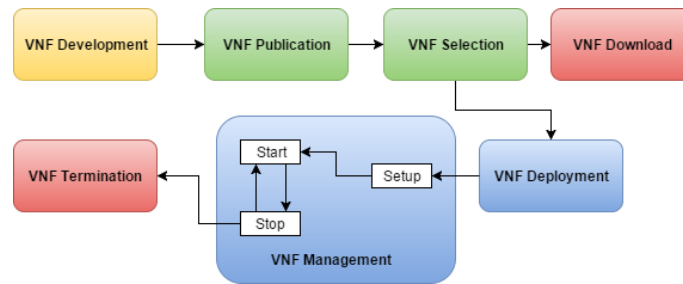 VNF Development
VNF Publication
VNF Selection
VNF Download
VNF Termination
Start
Setup
Stop
VNF Management
VNF Deployment